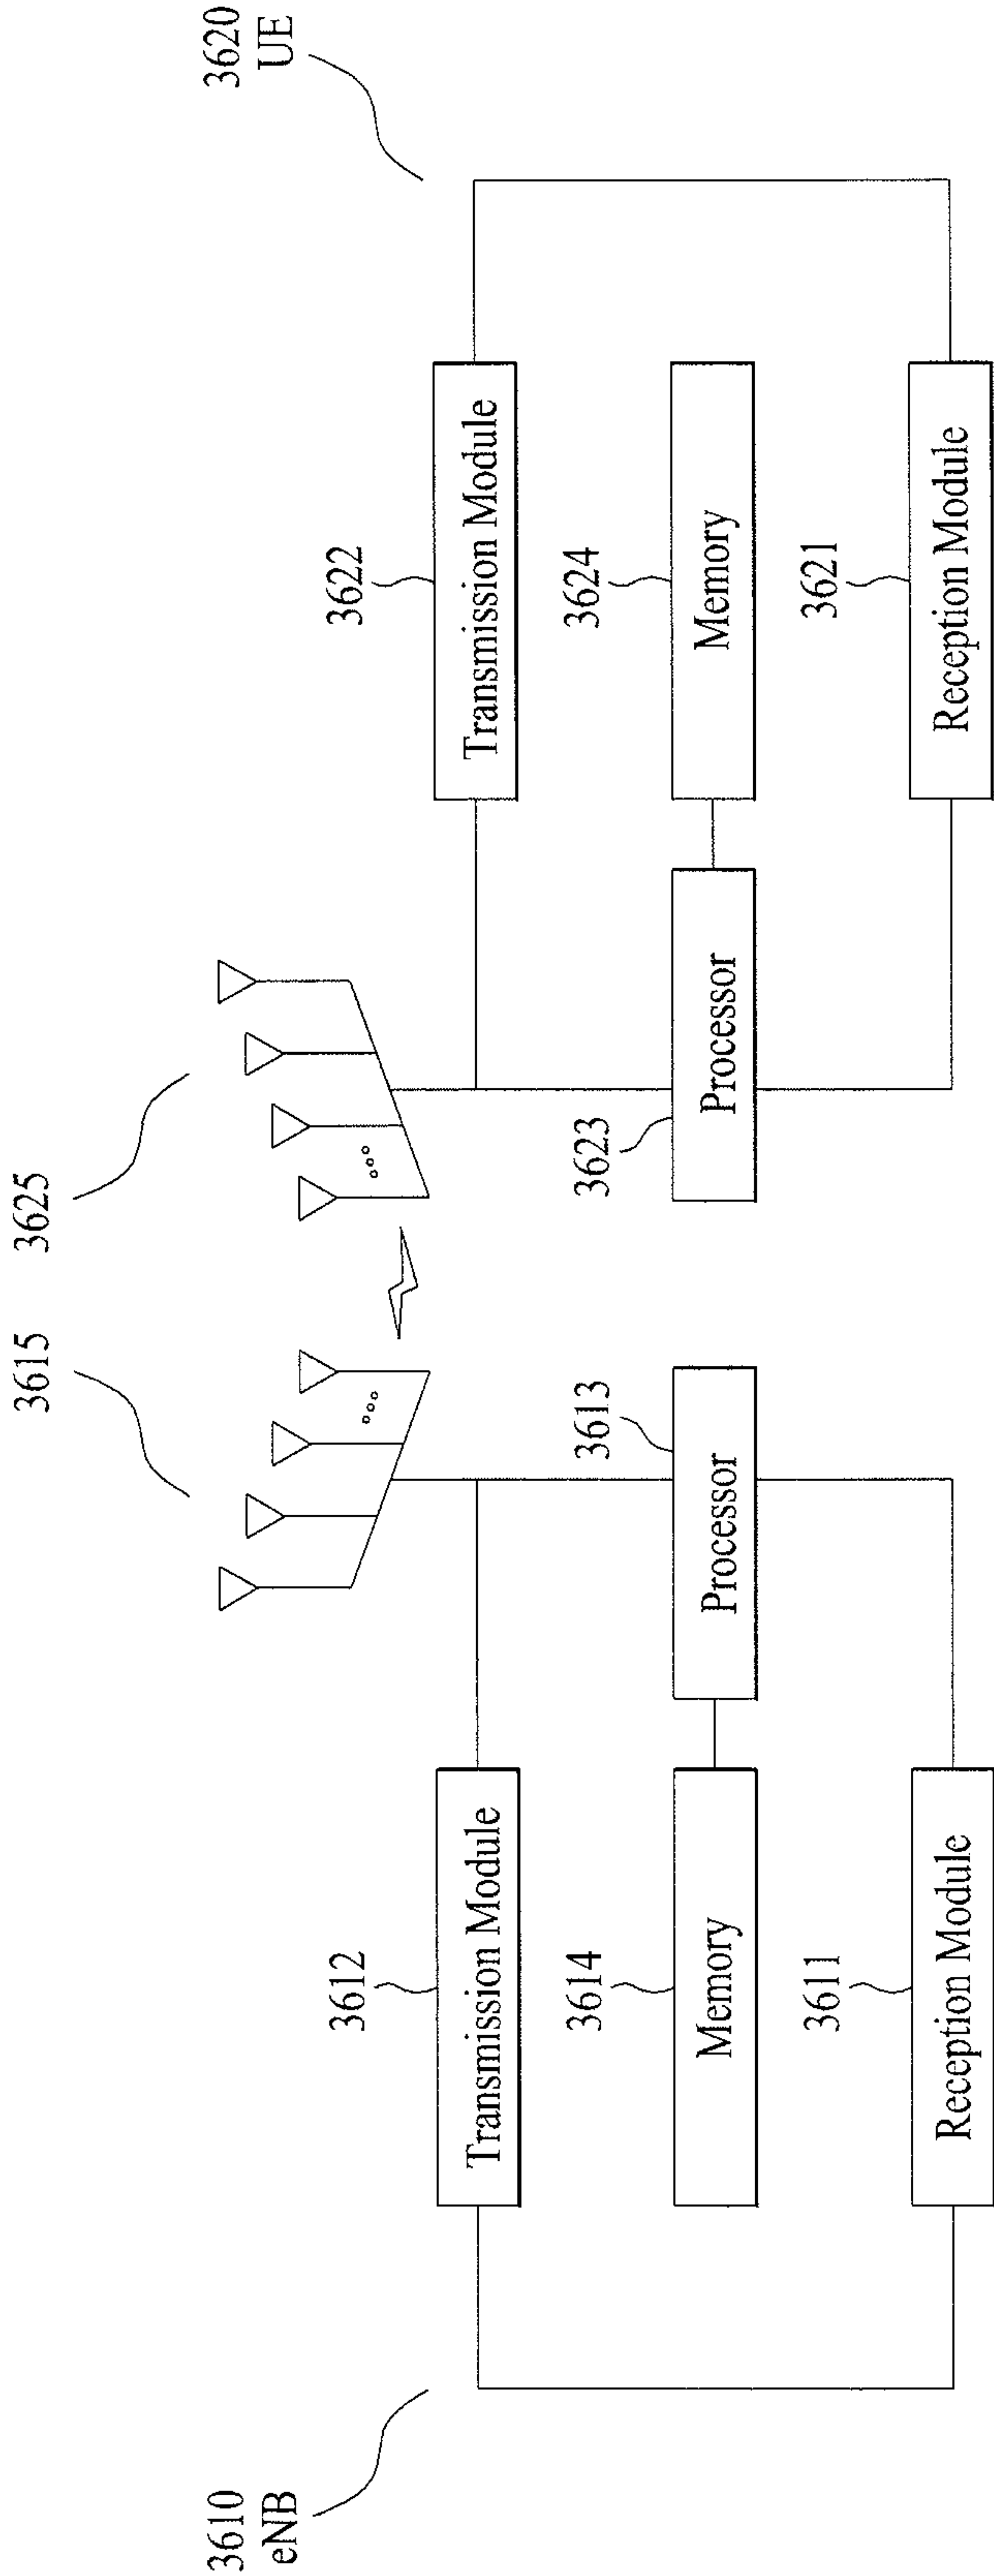 3615
3625
3610
eNB
3620
UE
3612
Transmission Module
3622
Transmission Module
3614
Memory
3613
Processor
3623
Processor
3624
Memory
3611
Reception Module
3621
Reception Module